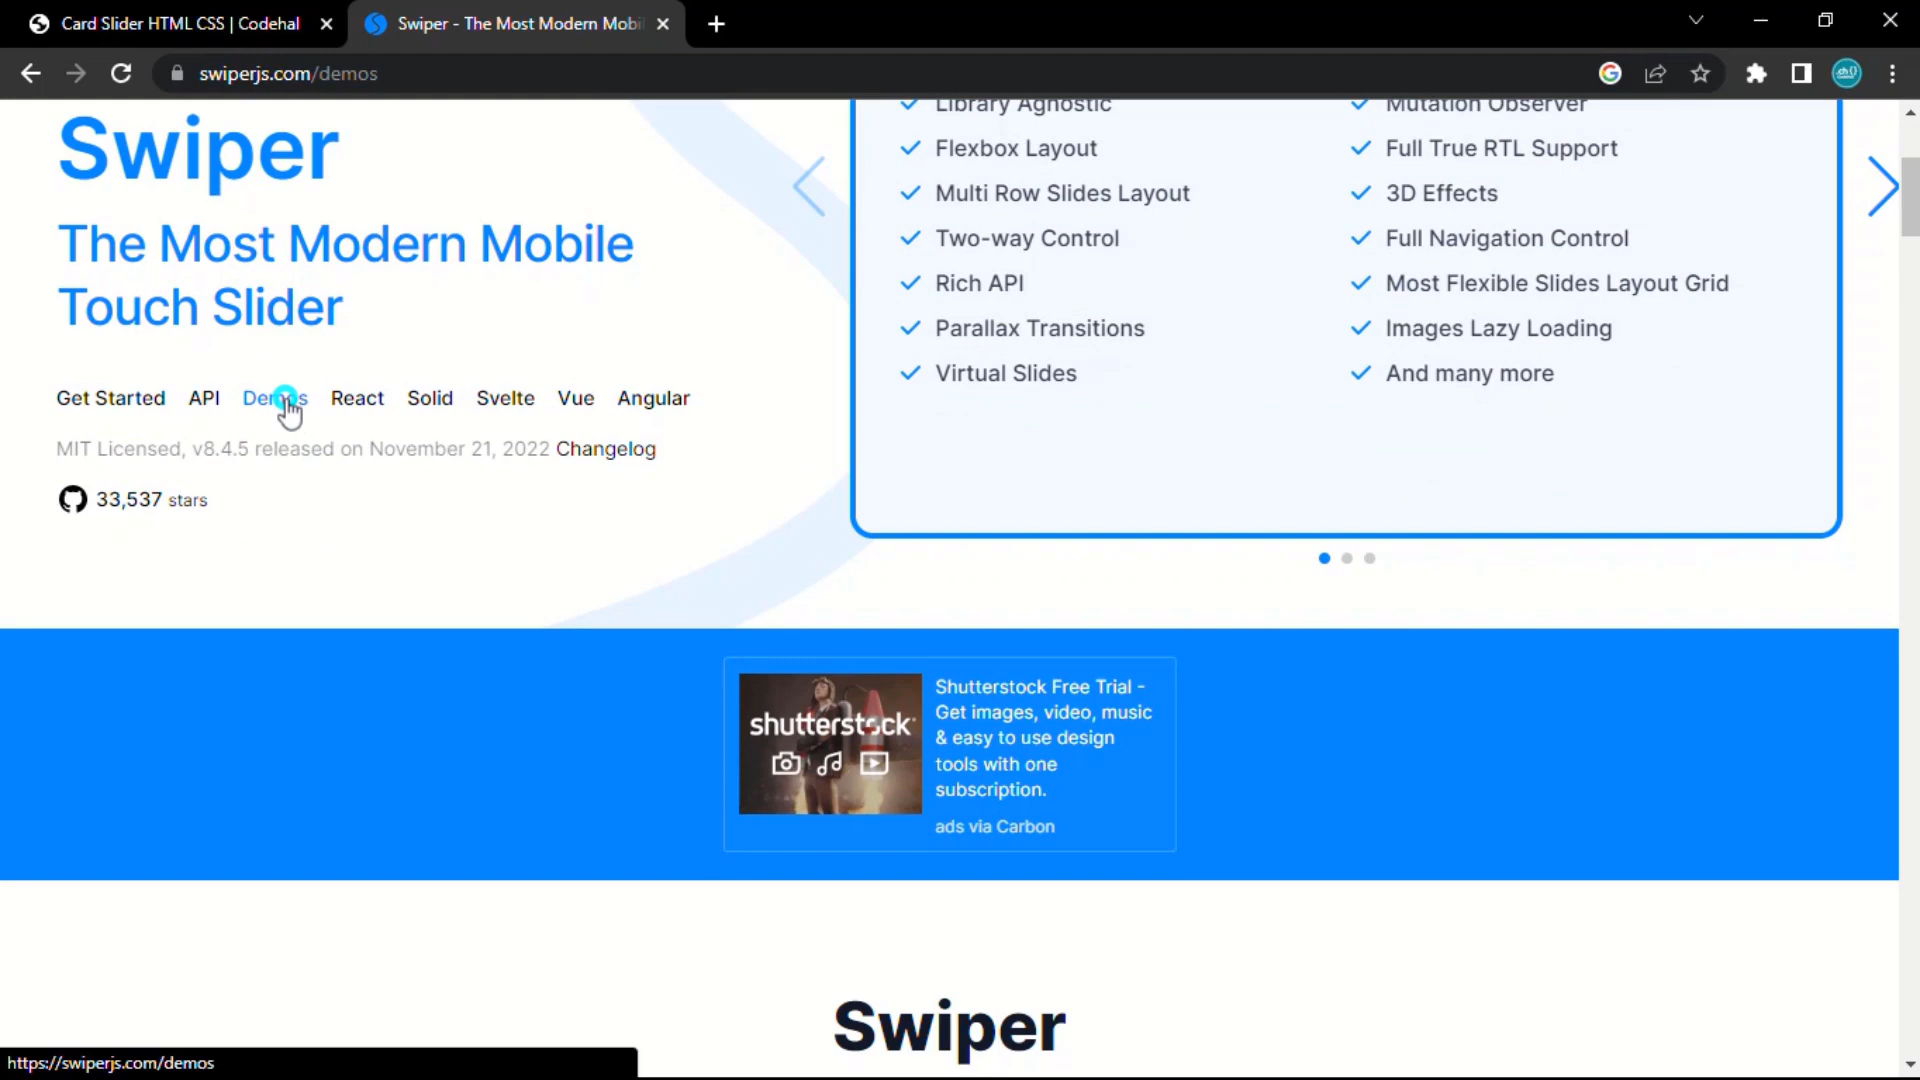 Card Slider HTML CSS | Codehal
Swiper - The Most Modern Mobi
swiperjs.com/demos
Swiper
The Most Modern Mobile
Touch Slider
Get Started API Demos React Solid Svelte Vue Angular
MIT Licensed, v8.4.5 released on November 21, 2022 Changelog
33,537 stars
Library Agnostic
Flexbox Layout
Multi Row Slides Layout
Two-way Control
Rich API
Parallax Transitions
Virtual Slides
Mutation Observer
Full True RTL Support
3D Effects
Full Navigation Control
Most Flexible Slides Layout Grid
Images Lazy Loading
And many more
shutterstock
Shutterstock Free Trial -
Get images, video, music
& easy to use design
tools with one
subscription.
ads via Carbon
Swiper
https://swiperjs.com/demos